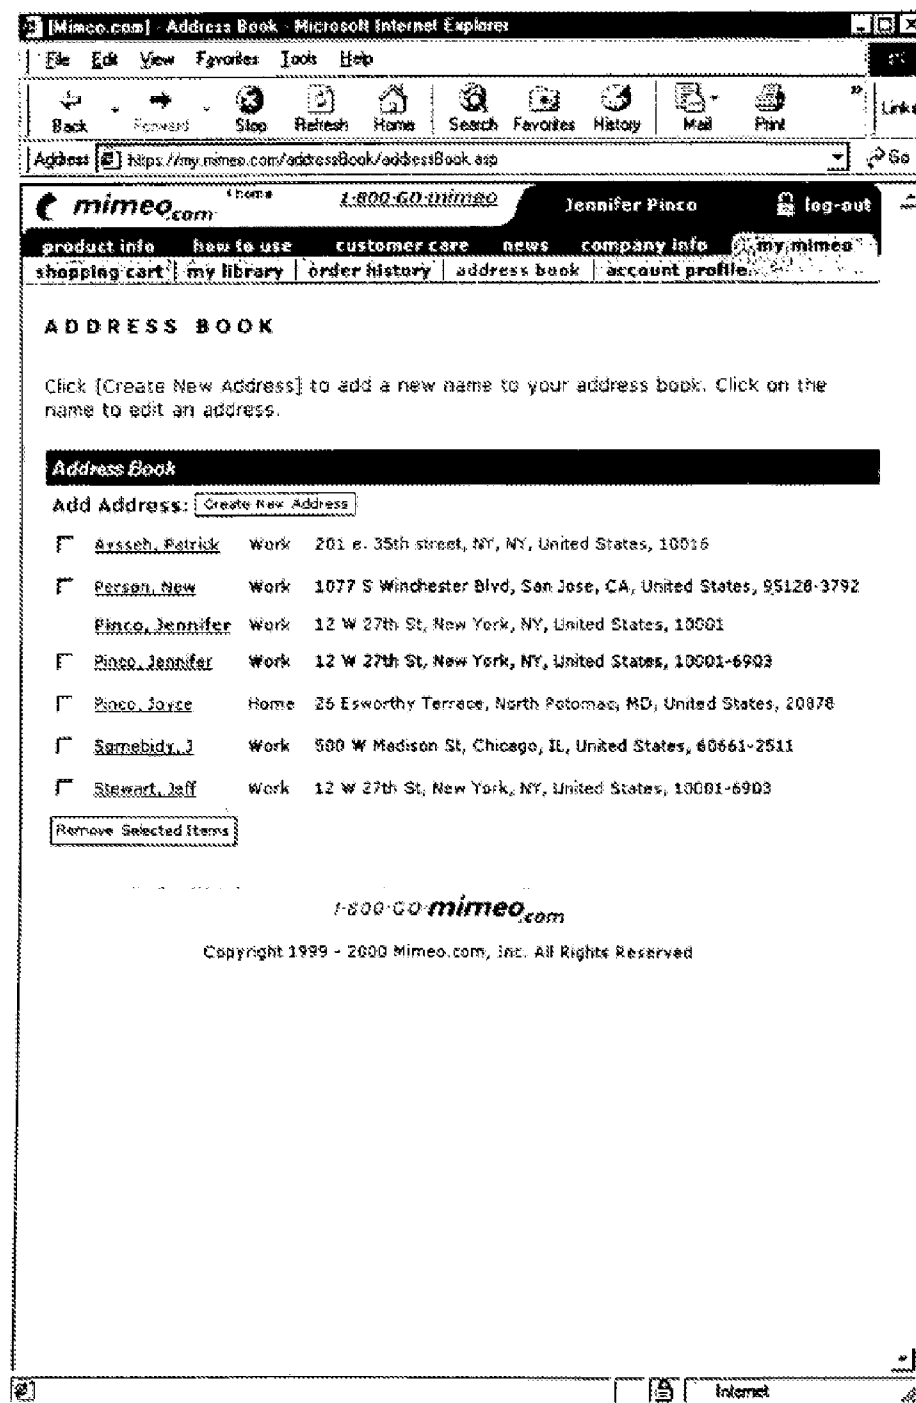 [Mimeo.com] - Address Book - Microsoft Internet Explorer
File Edit View Favorites Tools Help
Back Forward Stop Refresh Home Search Favorites History Mail Print » Links
Address https://my.mimeo.com/addressBook/addressBook.asp Go
mimeo.com home 1-800-GO-mimeo Jennifer Pinco log-out
product info how to use customer care news company info my mimeo
shopping cart my library order history address book account profile
ADDRESS BOOK
Click [Create New Address] to add a new name to your address book. Click on the
name to edit an address.
Address Book
Add Address: Create New Address
Aysseh, Patrick Work 201 e. 35th street, NY, NY, United States, 10016
Person, New Work 1077 S Winchester Blvd, San Jose, CA, United States, 95128-3792
Pinco, Jennifer Work 12 W 27th St, New York, NY, United States, 10001
Pinco, Jennifer Work 12 W 27th St, New York, NY, United States, 10001-6903
Pinco, Joyce Home 26 Esworthy Terrace, North Potomac, MD, United States, 20878
Somebidy, J Work 500 W Madison St, Chicago, IL, United States, 60661-2511
Stewart, Jeff Work 12 W 27th St, New York, NY, United States, 10001-6903
Remove Selected Items
1-800-GO-mimeo.com
Copyright 1999 - 2000 Mimeo.com, Inc. All Rights Reserved
Internet